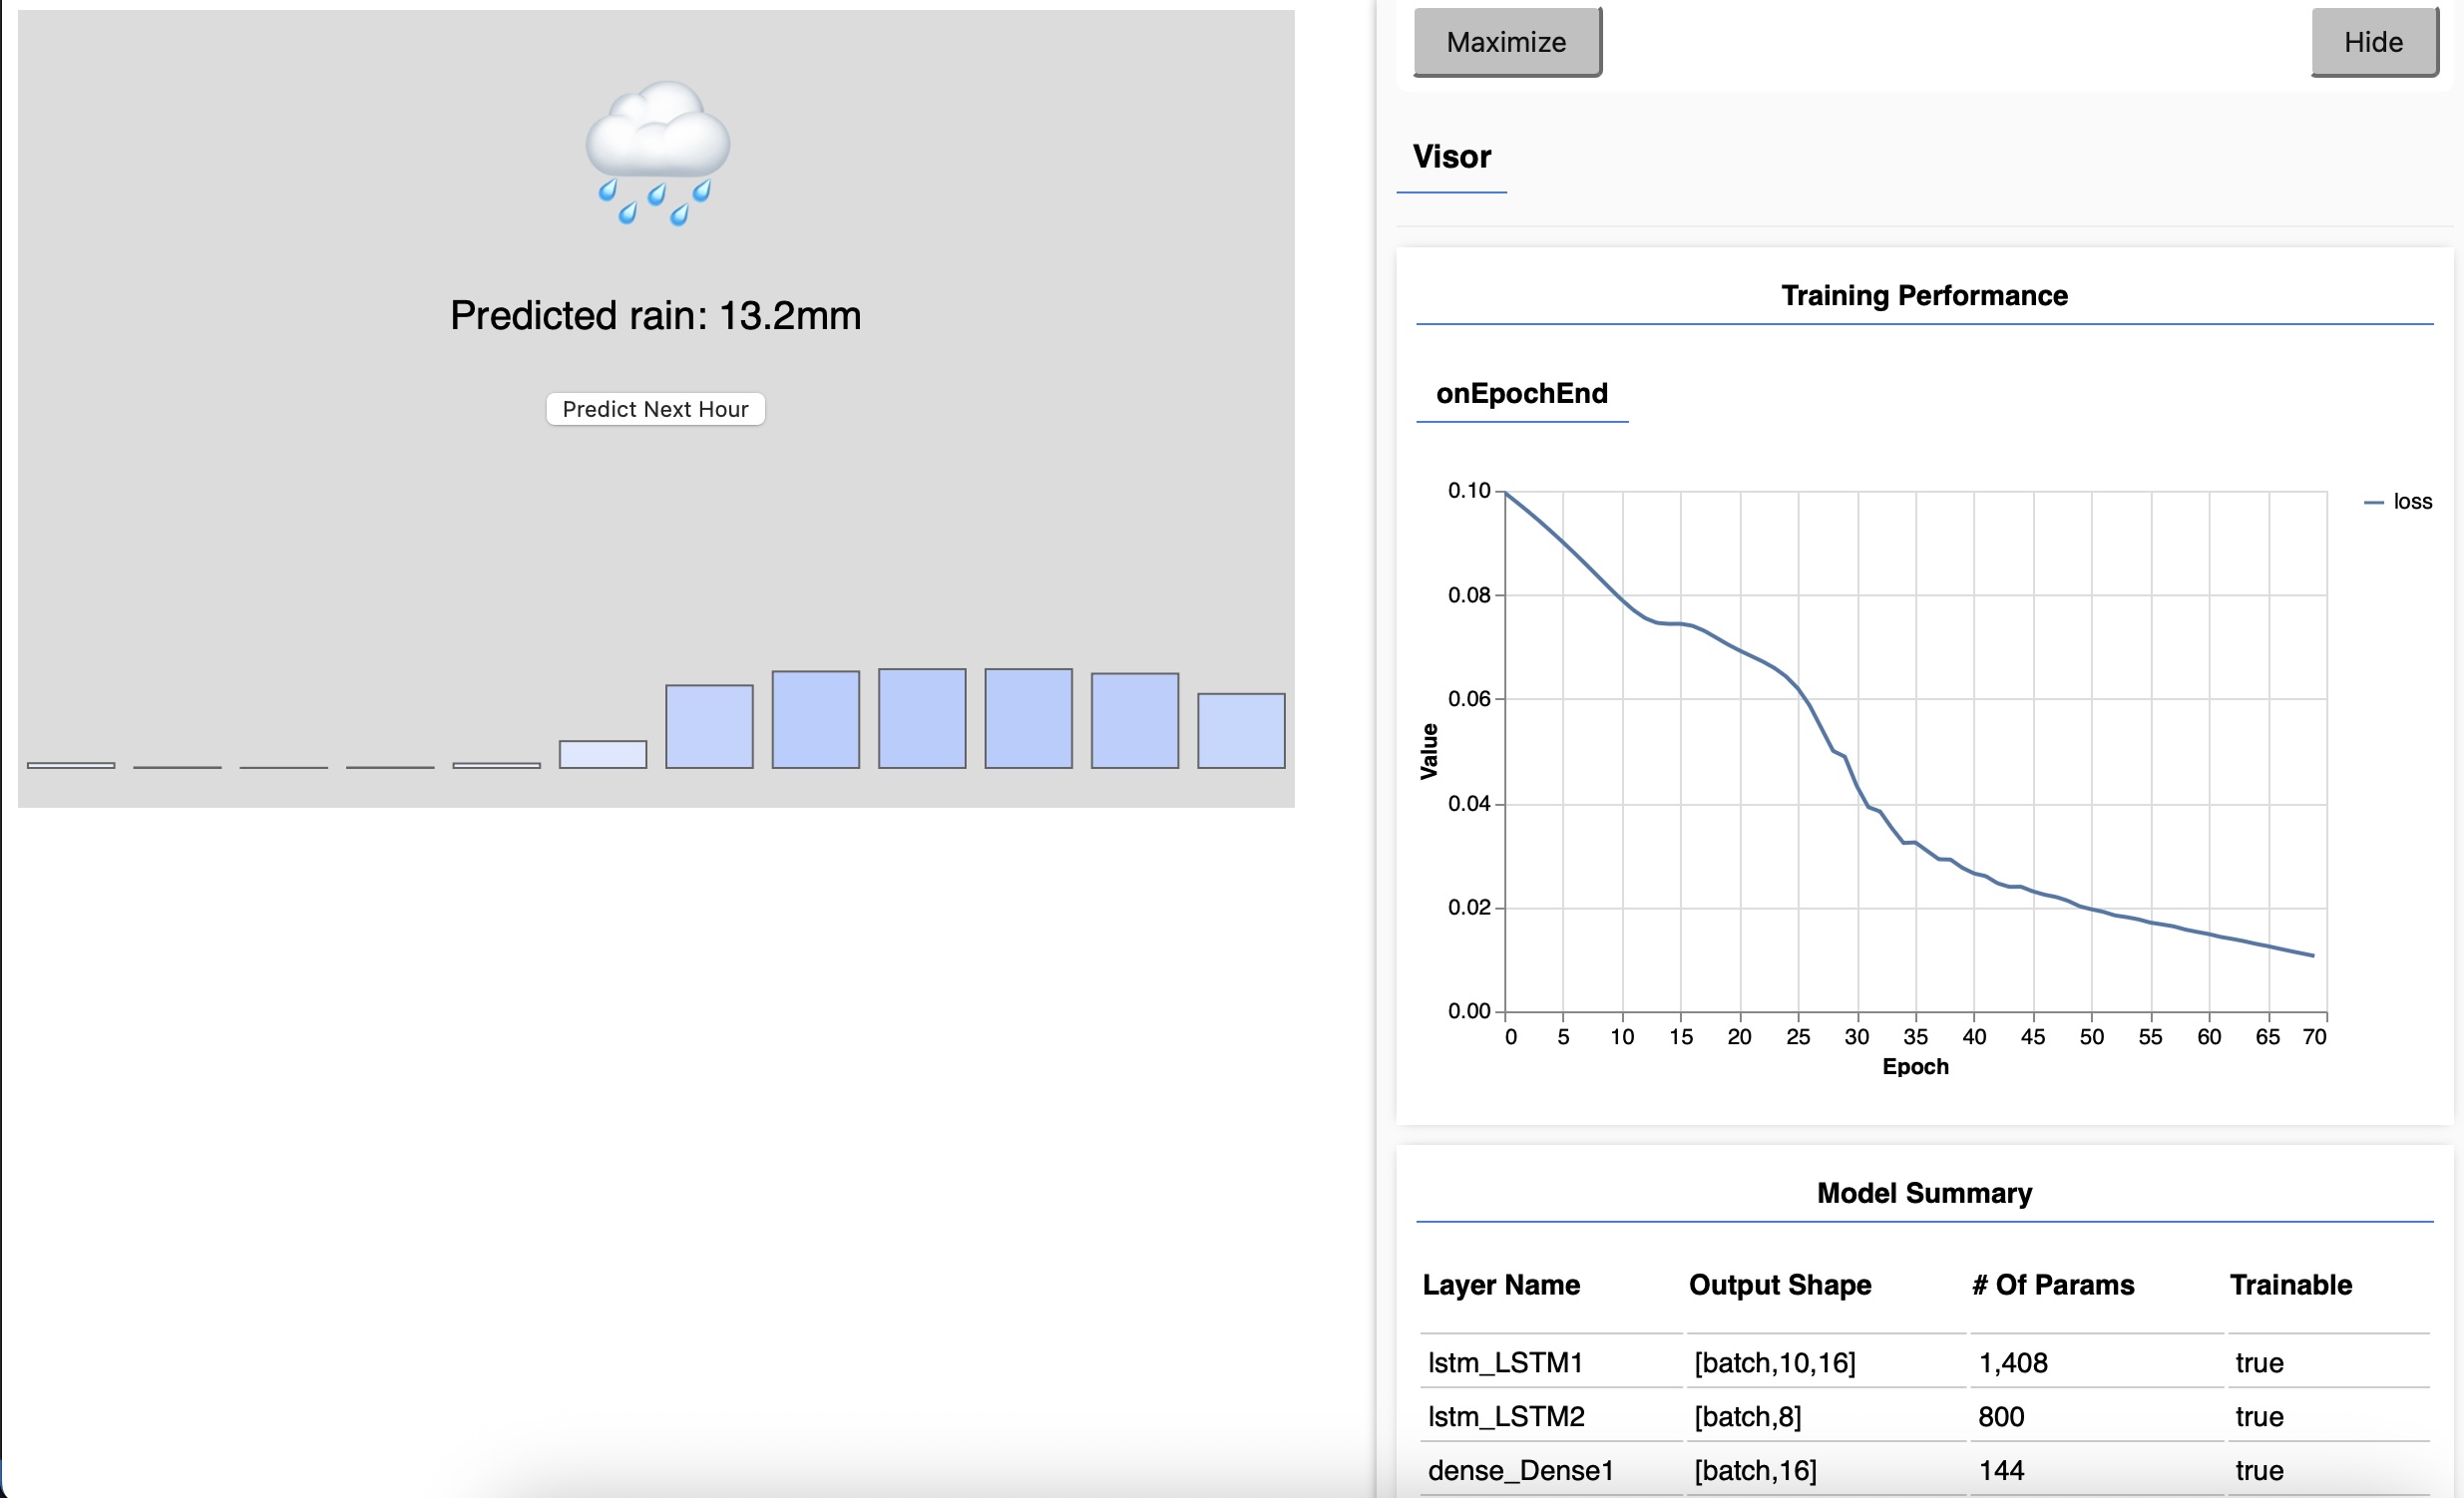 Predicted rain: 13.2mm
Predict Next Hour
Maximize
Hide
Visor
Training Performance
onEpochEnd
loss
0.10
0.08
0.06
0.04
0.02
0.00
Value
0 5 10 15 20 25 30 35 40 45 50 55 60 65 70
Epoch
Model Summary
Layer Name Output Shape # Of Params Trainable
lstm_LSTM1 [batch,10,16] 1,408 true
lstm_LSTM2 [batch,8] 800 true
dense_Dense1 [batch,16] 144 true